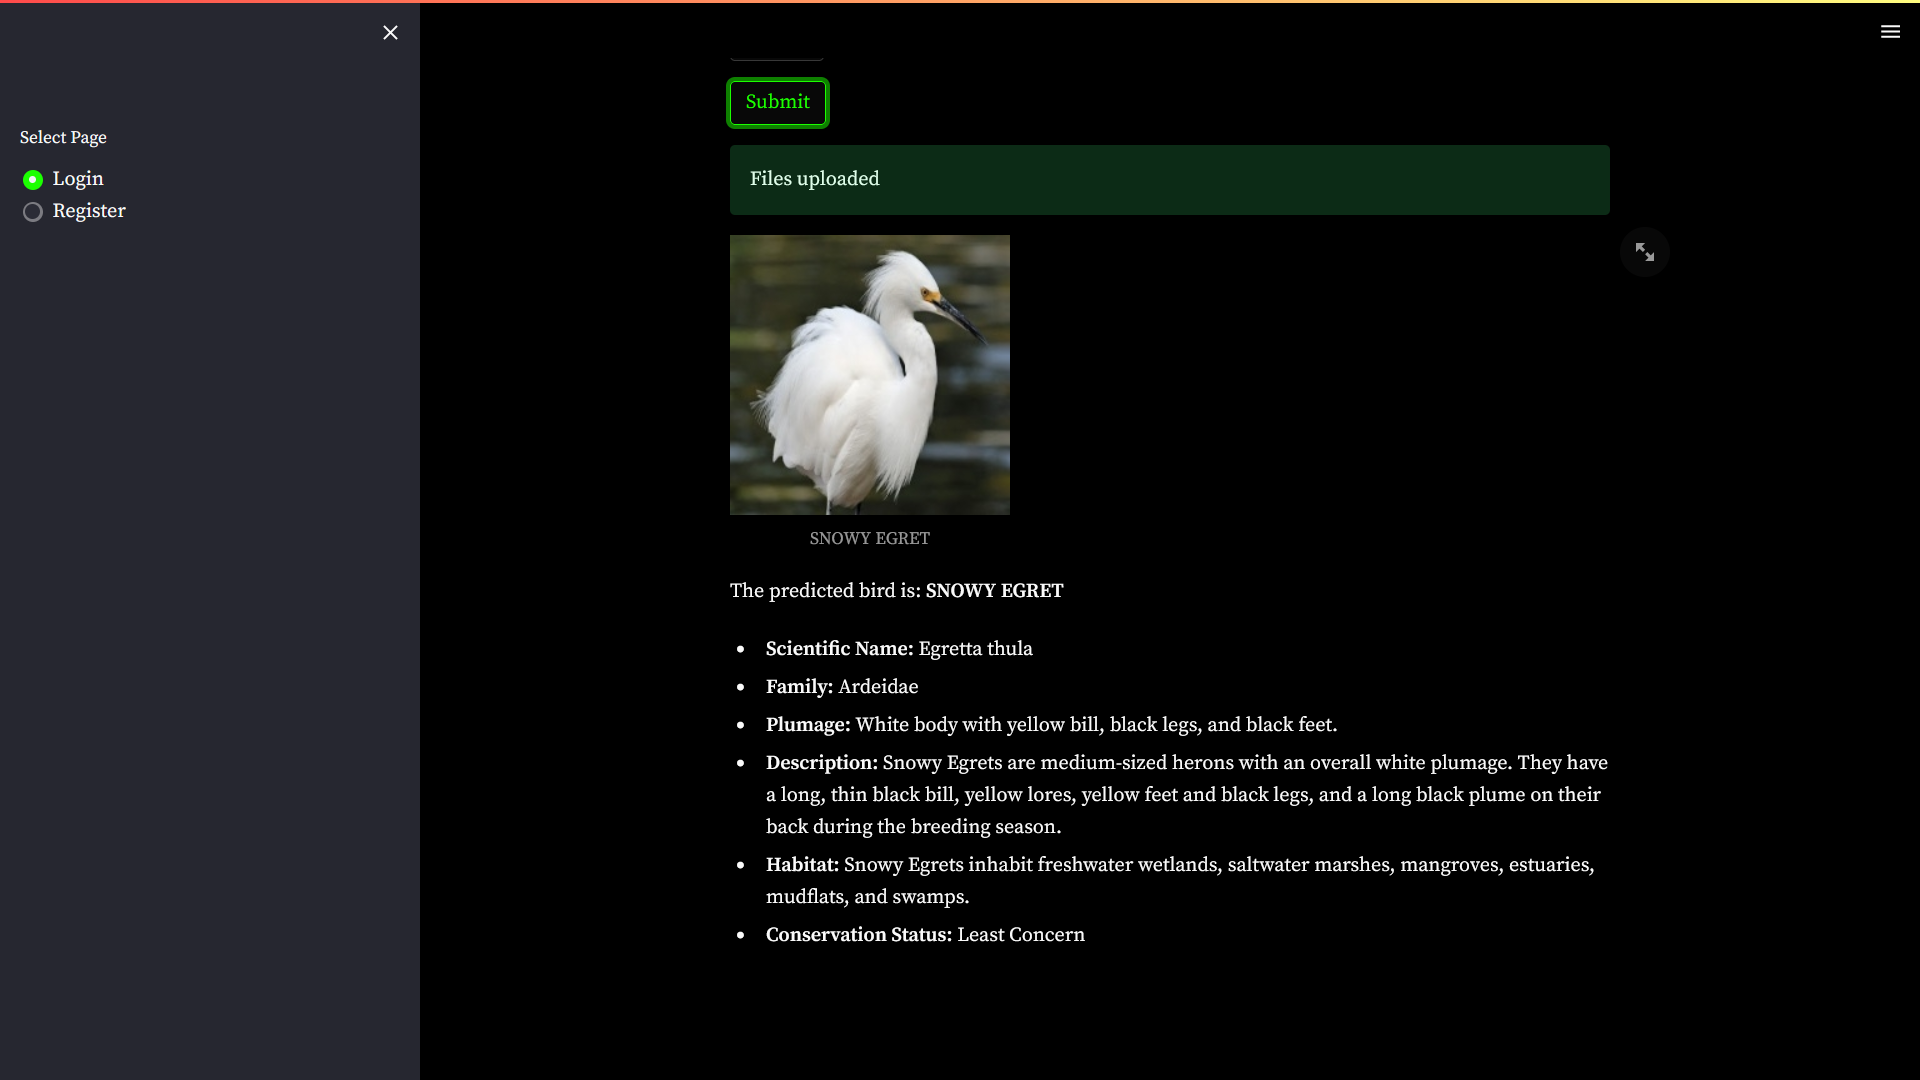 Select Page
Login
Register
Submit
Files uploaded
SNOWY EGRET
The predicted bird is: SNOWY EGRET
Scientific Name: Egretta thula
Family: Ardeidae
Plumage: White body with yellow bill, black legs, and black feet.
Description: Snowy Egrets are medium-sized herons with an overall white plumage. They have
a long, thin black bill, yellow lores, yellow feet and black legs, and a long black plume on their
back during the breeding season.
Habitat: Snowy Egrets inhabit freshwater wetlands, saltwater marshes, mangroves, estuaries,
mudflats, and swamps.
Conservation Status: Least Concern